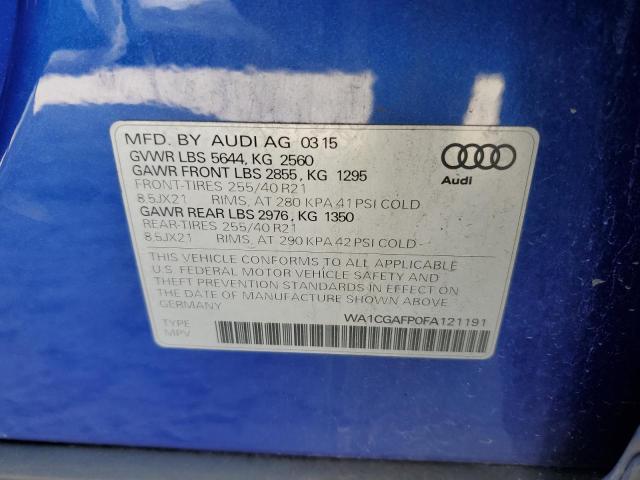 MFD. BY AUDI AG 03 15
GVWR LBS 5644, KG 2560
GAWR FRONT LBS 2855, KG 1295
FRONT-TIRES 255/40 R21
8.5JX21 RIMS, AT 280 KPA 41 PSI COLD
GAWR REAR LBS 2976, KG 1350
REAR-TIRES 255/40 R21
8.5JX21 RIMS, AT 290 KPA 42 PSI COLD -
Audi
THIS VEHICLE CONFORMS TO ALL APPLICABLE
U.S. FEDERAL MOTOR VEHICLE SAFETY AND
THEFT PREVENTION STANDARDS IN EFFECT ON
THE DATE OF MANUFACTURE SHOWN ABOVE.
GERMANY
WA1CGAFP0FA121191
TYPE
MPV